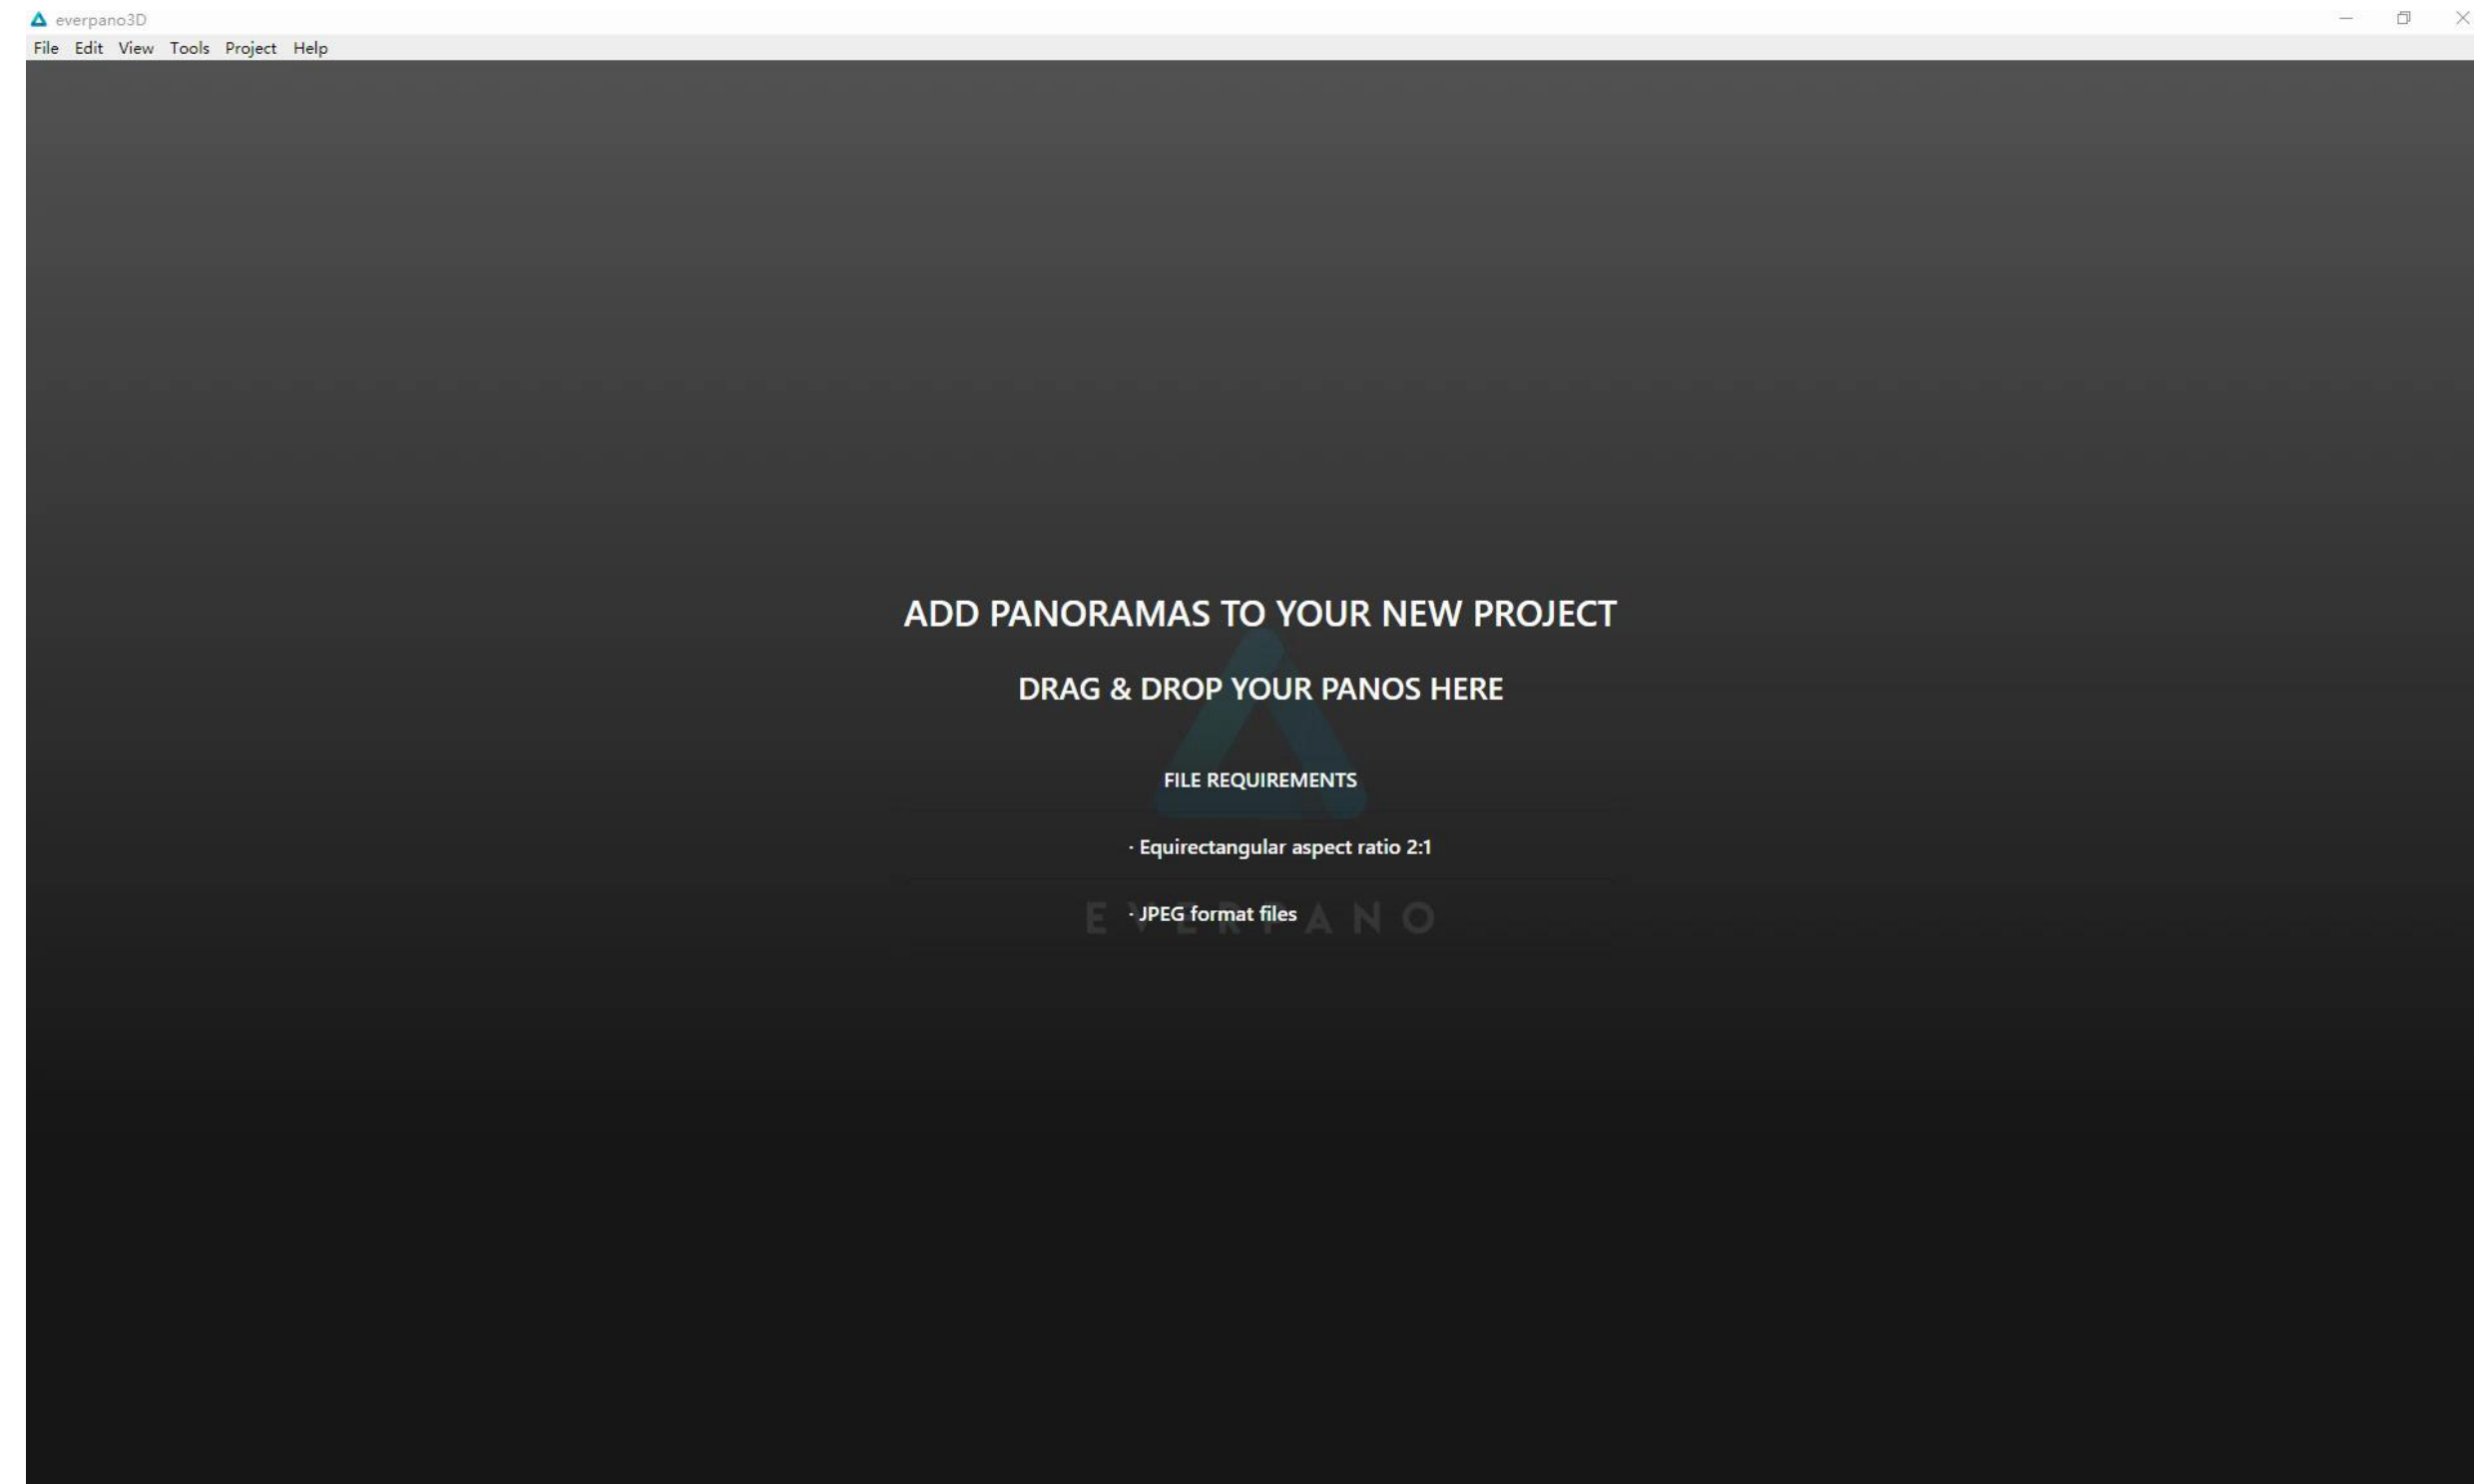 everpano3D
File Edit View Tools Project Help
ADD PANORAMAS TO YOUR NEW PROJECT
DRAG & DROP YOUR PANOS HERE
FILE REQUIREMENTS
· Equirectangular aspect ratio 2:1
· JPEG format files
EVERPANO